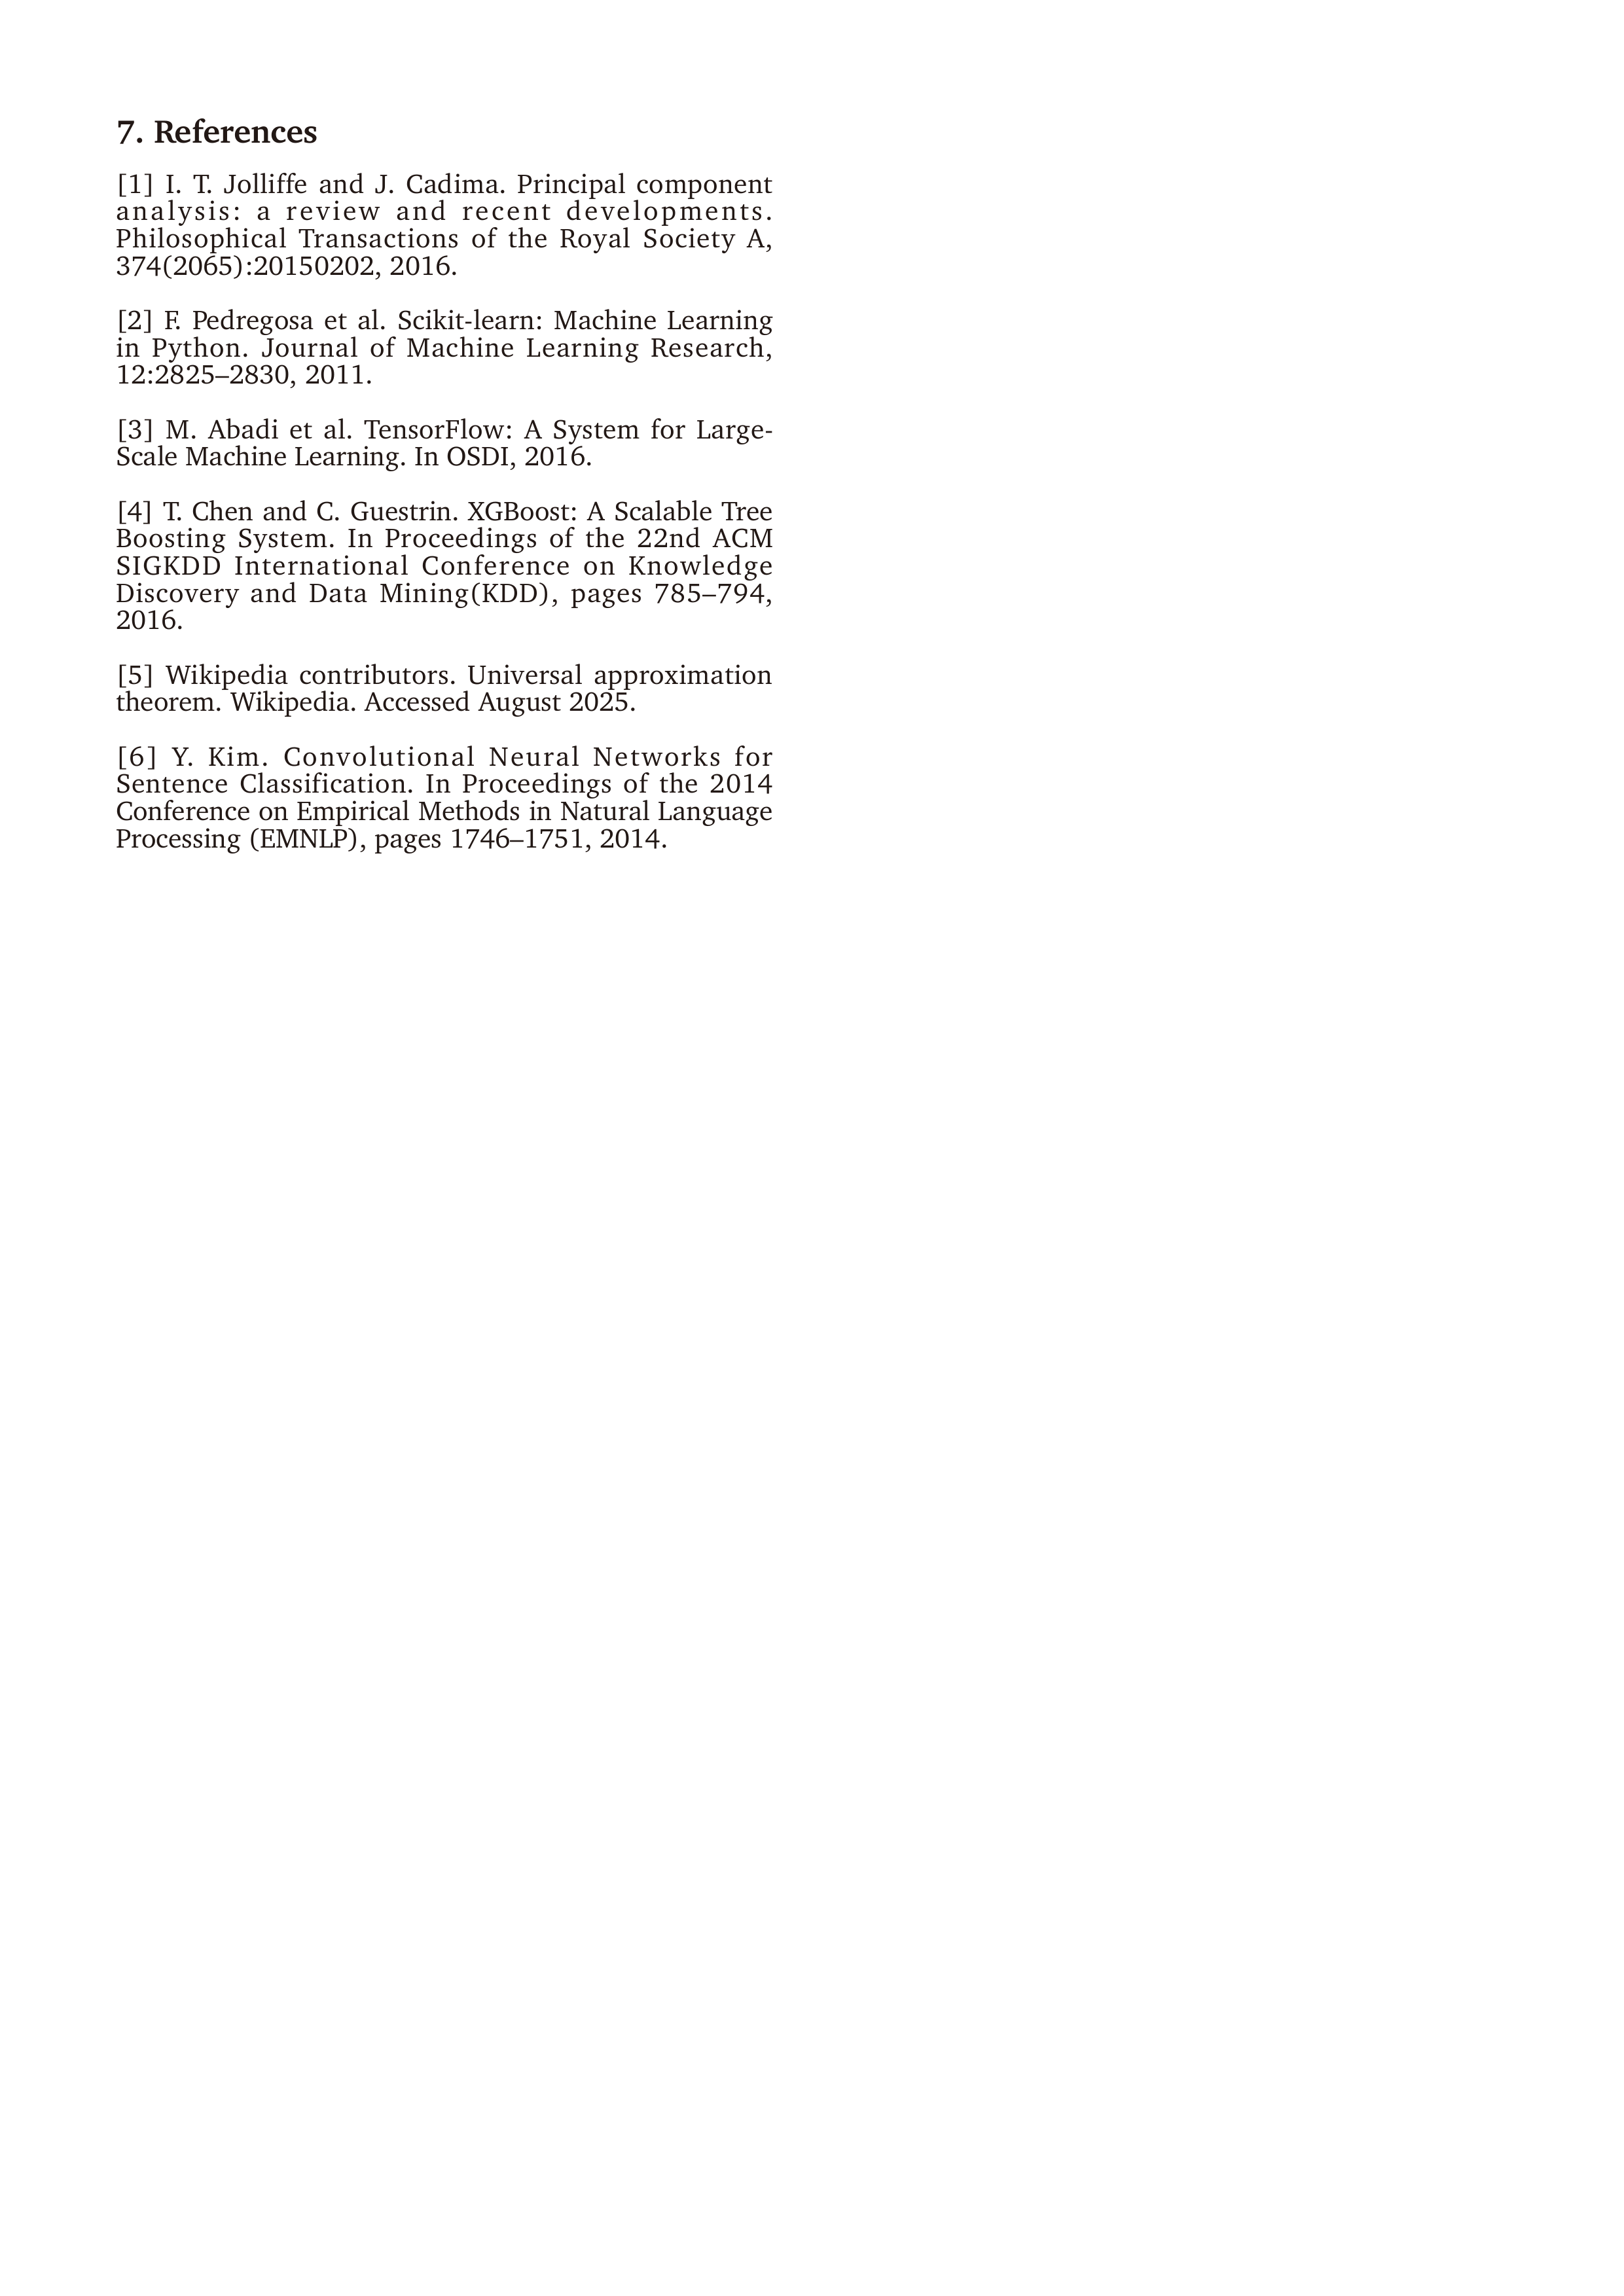 7. References
[1] I. T. Jolliffe and J. Cadima. Principal component
analysis: a review and recent developments.
Philosophical Transactions of the Royal Society A,
374(2065):20150202, 2016.
[2] F. Pedregosa et al. Scikit-learn: Machine Learning
in Python. Journal of Machine Learning Research,
12:2825–2830, 2011.
[3] M. Abadi et al. TensorFlow: A System for Large-
Scale Machine Learning. In OSDI, 2016.
[4] T. Chen and C. Guestrin. XGBoost: A Scalable Tree
Boosting System. In Proceedings of the 22nd ACM
SIGKDD International Conference on Knowledge
Discovery and Data Mining(KDD), pages 785–794,
2016.
[5] Wikipedia contributors. Universal approximation
theorem. Wikipedia. Accessed August 2025.
[6] Y. Kim. Convolutional Neural Networks for
Sentence Classification. In Proceedings of the 2014
Conference on Empirical Methods in Natural Language
Processing (EMNLP), pages 1746–1751, 2014.